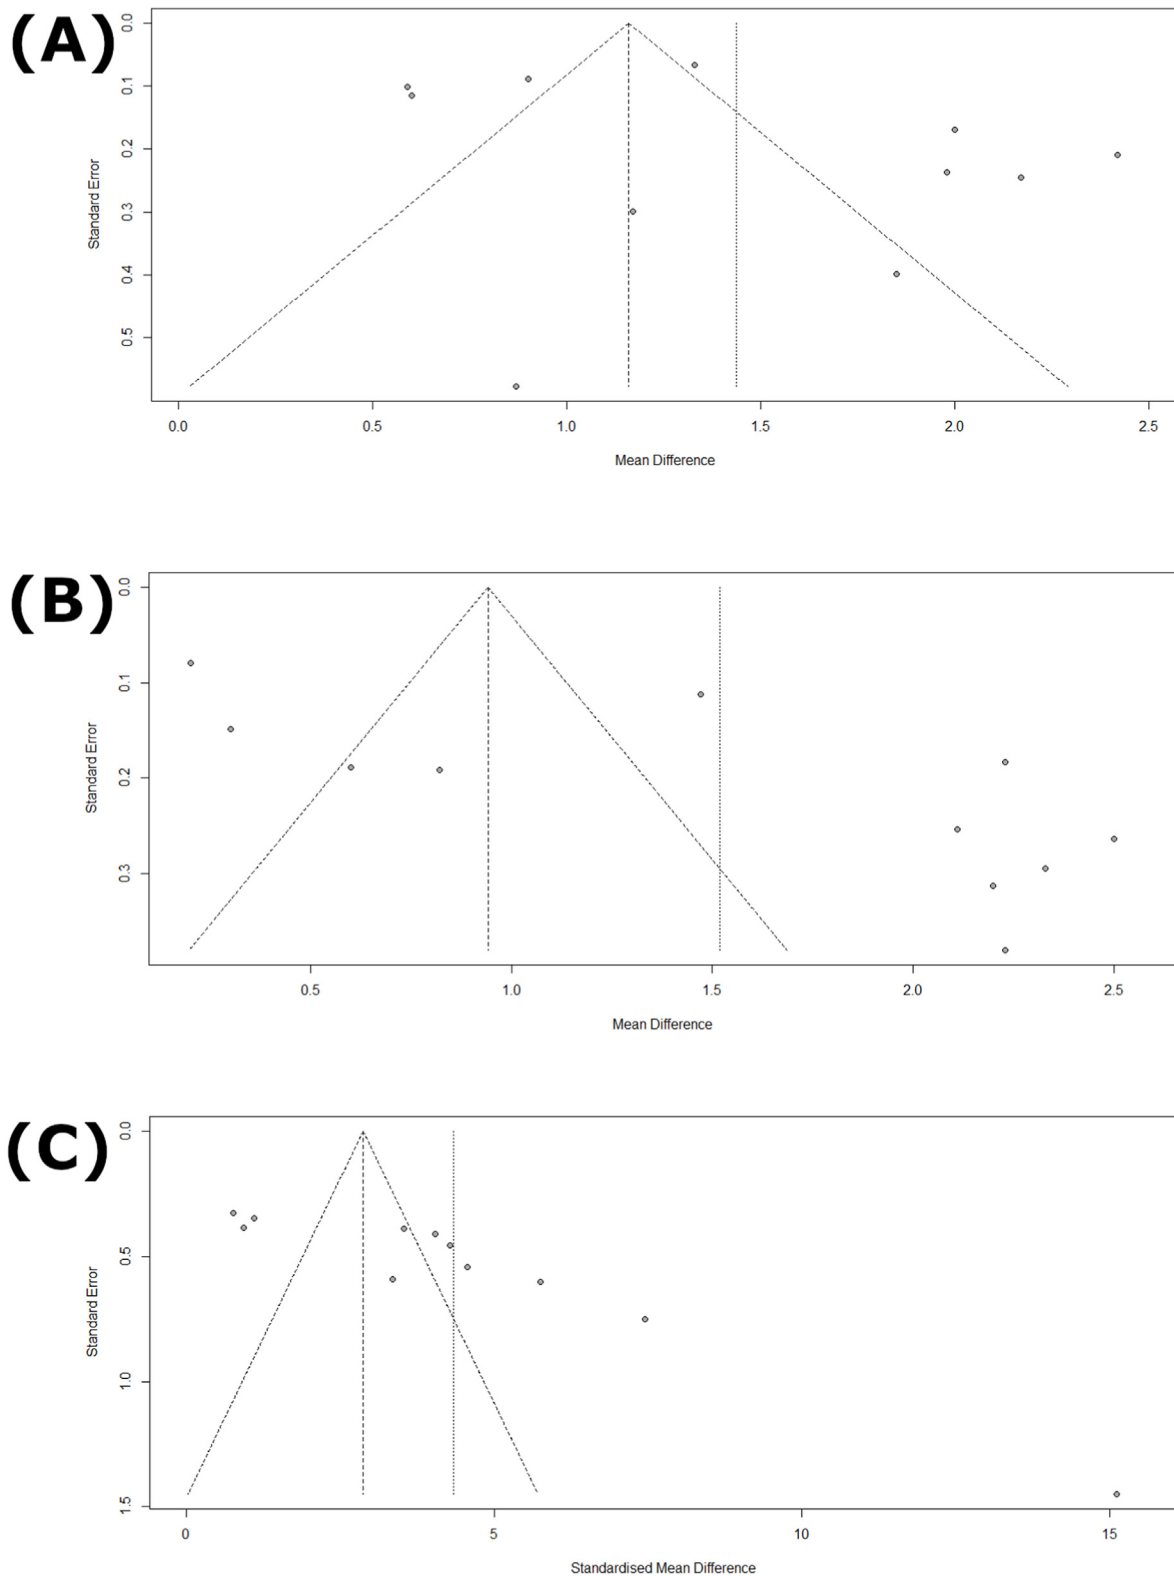 (A)
Standard Error
0.0
0.1
0.2
0.3
0.4
0.5
0.0 0.5 1.0 1.5 2.0 2.5
Mean Difference
(B)
Standard Error
0.0
0.1
0.2
0.3
0.5 1.0 1.5 2.0 2.5
Mean Difference
(C)
Standard Error
0.0
0.5
1.0
1.5
0 5 10 15
Standardised Mean Difference